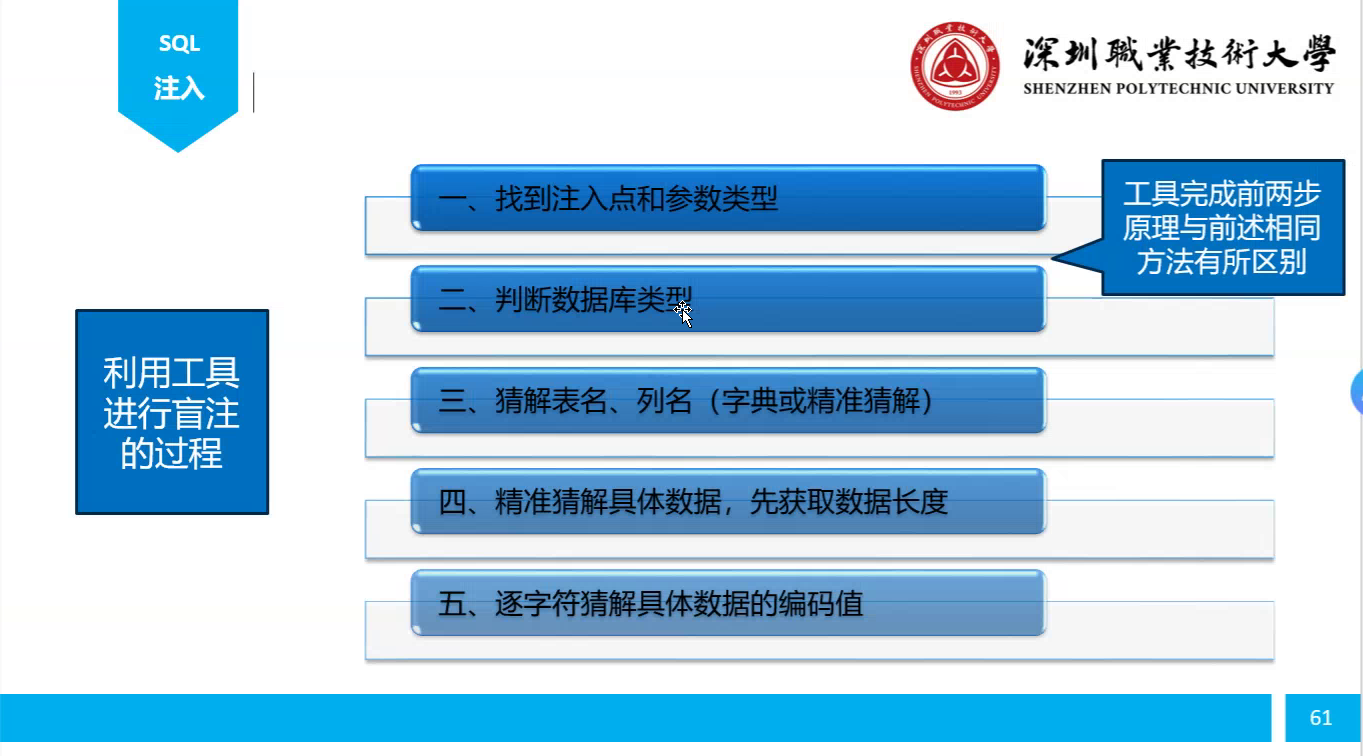 SQL
注入
深圳職業技術大學
SHENZHEN POLYTECHNIC UNIVERSITY
一、找到注入点和参数类型
工具完成前两步
原理与前述相同
方法有所区别
二、判断数据库类型
利用工具
进行盲注
的过程
三、猜解表名、列名（字典或精准猜解）
四、精准猜解具体数据，先获取数据长度
五、逐字符猜解具体数据的编码值
61